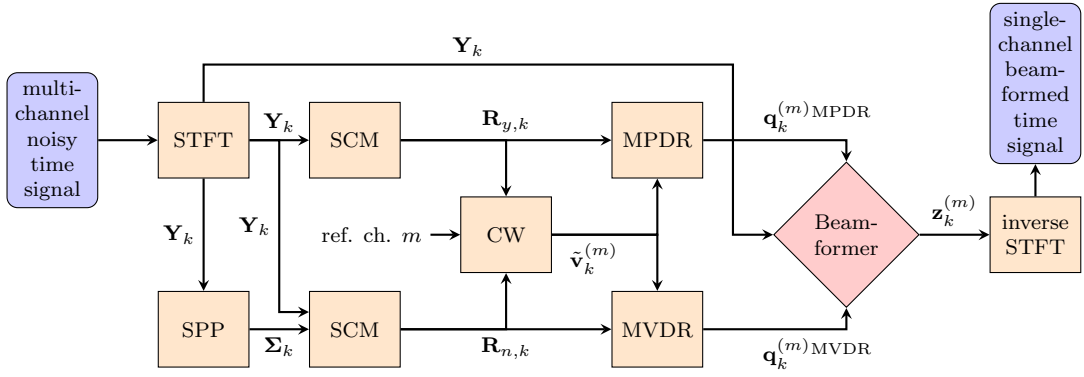 multi-
channel
noisy
time
signal
STFT
SPP
Y_k
Y_k
Y_k
Y_k
Σ_k
SCM
SCM
ref. ch. m
R_{y,k}
CW
R_{n,k}
ṽ_k^{(m)}
MPDR
MVDR
q_k^{(m)MPDR}
q_k^{(m)MVDR}
Beam-
former
z_k^{(m)}
single-
channel
beam-
formed
time
signal
inverse
STFT